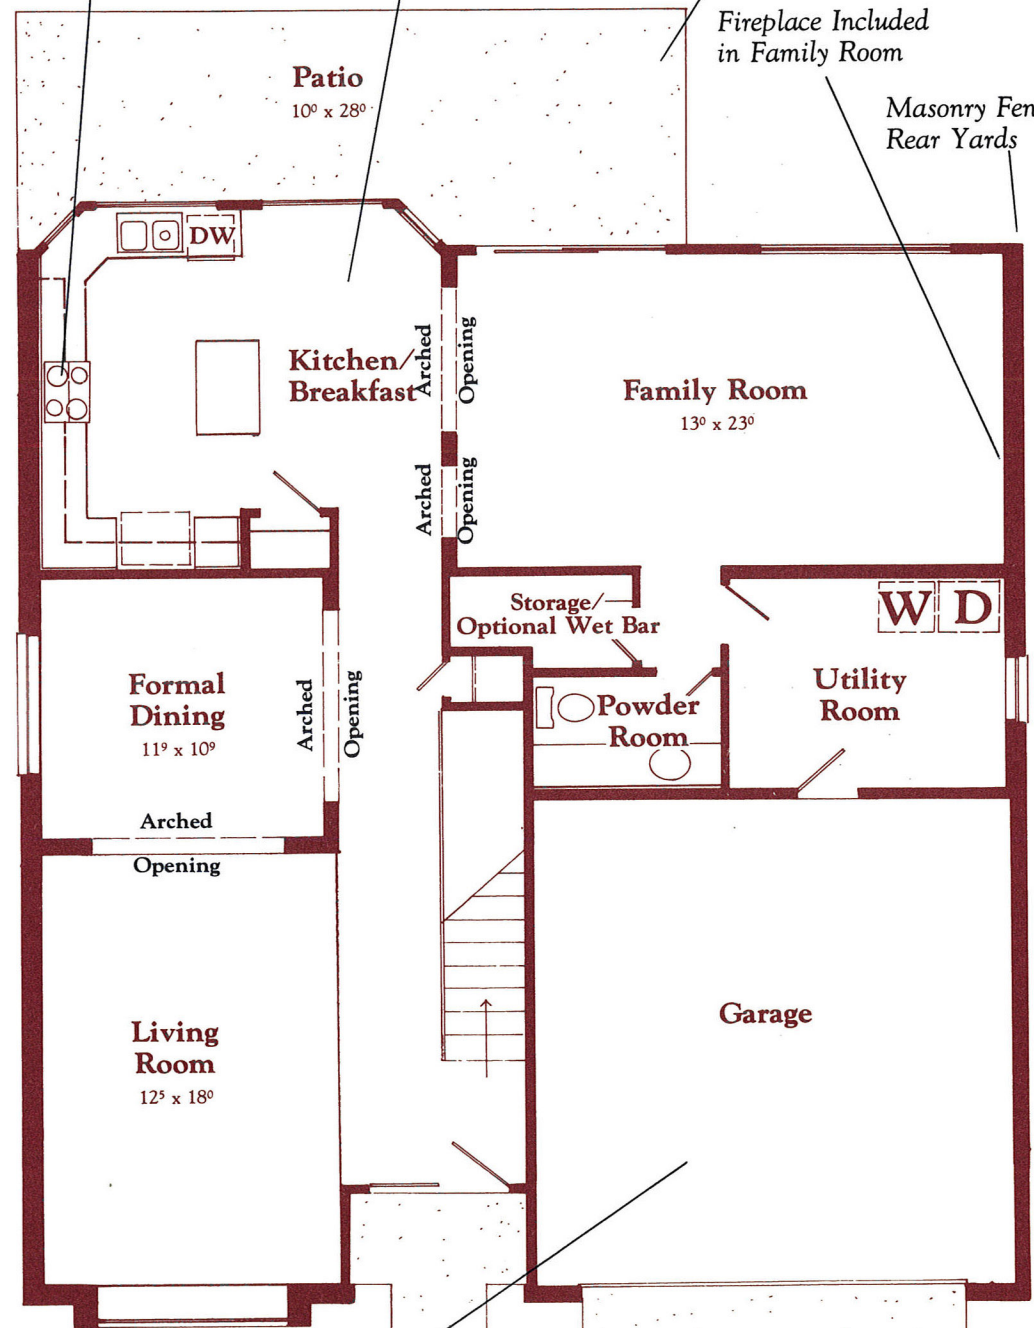 Fireplace Included
in Family Room
Masonry Fen
Rear Yards
Patio
10⁰ x 28⁰
DW
Kitchen/
Breakfast
Arched
Opening
Family Room
13⁰ x 23⁰
Arched
Opening
Storage/
Optional Wet Bar
W D
Formal
Dining
11⁹ x 10⁹
Arched
Opening
Powder
Room
Utility
Room
Arched
Opening
Living
Room
12⁵ x 18⁰
Garage